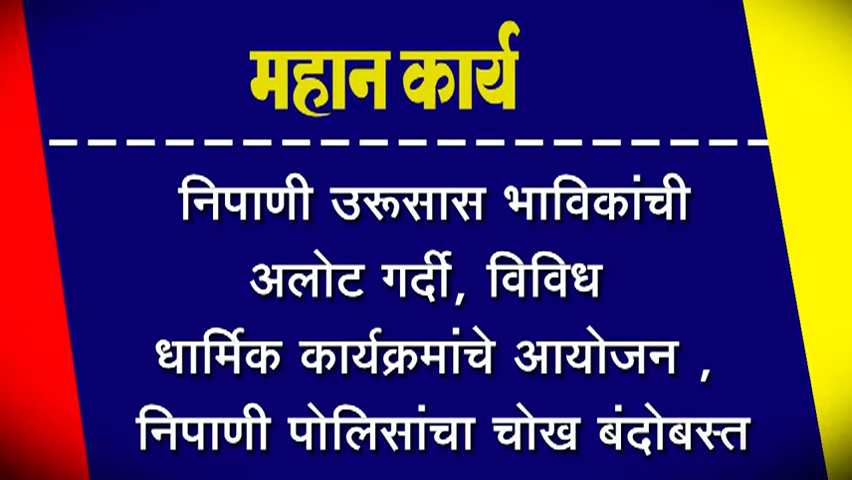 महान कार्य
निपाणी उरूसास भाविकांची
अलोट गर्दी, विविध
धार्मिक कार्यक्रमांचे आयोजन ,
निपाणी पोलिसांचा चोख बंदोबस्त